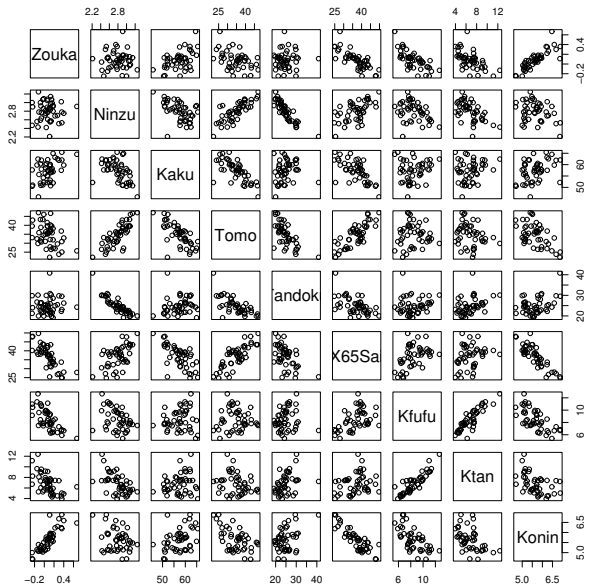 2.2 2.8 25 40 25 40 4 8 12
Zouka −0.2 0.4
2.2 2.8 Ninzu
Kaku 50 60
25 40 Tomo
Tandok 20 30 40
25 40 X65Sai
Kfufu 6 10
4 8 12 Ktan
Konin 5.0 6.5
−0.2 0.4 50 60 20 30 40 6 10 5.0 6.5